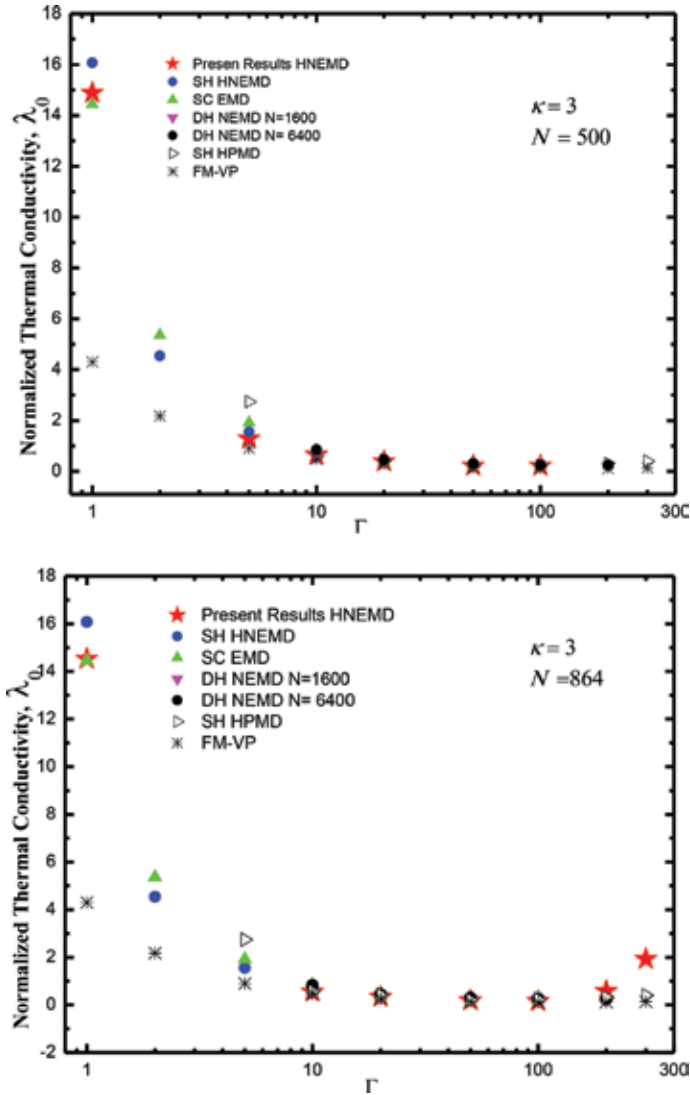 18
16
14
12
10
8
6
4
2
0
Normalized Thermal Conductivity, λ0
Presen Results HNEMD
SH HNEMD
SC EMD
DH NEMD N=1600
DH NEMD N= 6400
SH HPMD
FM-VP
κ = 3
N = 500
1 10 100 300
Γ
18
16
14
12
10
8
6
4
2
0
-2
Normalized Thermal Conductivity, λ0
Present Results HNEMD
SH HNEMD
SC EMD
DH NEMD N=1600
DH NEMD N= 6400
SH HPMD
FM-VP
κ = 3
N =864
1 10 100 300
Γ